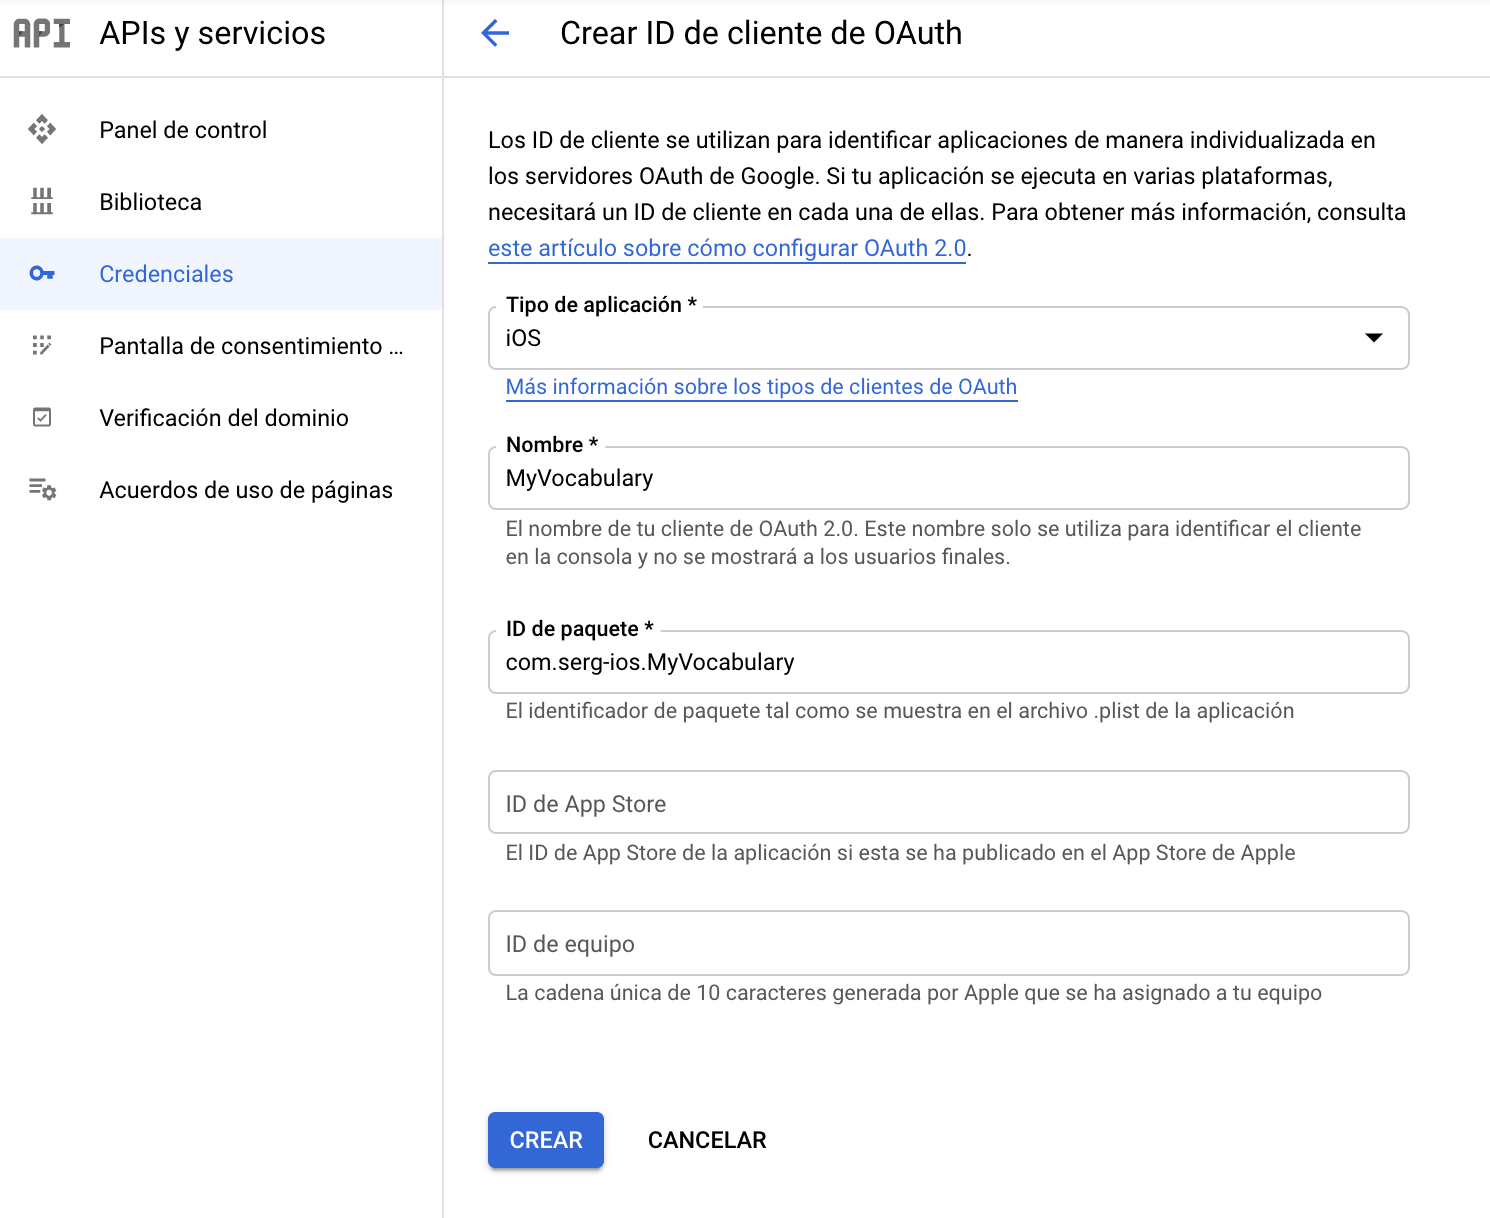 API APIs y servicios
Crear ID de cliente de OAuth
Panel de control
Biblioteca
Credenciales
Pantalla de consentimiento ...
Verificación del dominio
Acuerdos de uso de páginas
Los ID de cliente se utilizan para identificar aplicaciones de manera individualizada en
los servidores OAuth de Google. Si tu aplicación se ejecuta en varias plataformas,
necesitará un ID de cliente en cada una de ellas. Para obtener más información, consulta
este artículo sobre cómo configurar OAuth 2.0.
Tipo de aplicación *
iOS
Más información sobre los tipos de clientes de OAuth
Nombre *
MyVocabulary
El nombre de tu cliente de OAuth 2.0. Este nombre solo se utiliza para identificar el cliente
en la consola y no se mostrará a los usuarios finales.
ID de paquete *
com.serg-ios.MyVocabulary
El identificador de paquete tal como se muestra en el archivo .plist de la aplicación
ID de App Store
El ID de App Store de la aplicación si esta se ha publicado en el App Store de Apple
ID de equipo
La cadena única de 10 caracteres generada por Apple que se ha asignado a tu equipo
CREAR
CANCELAR